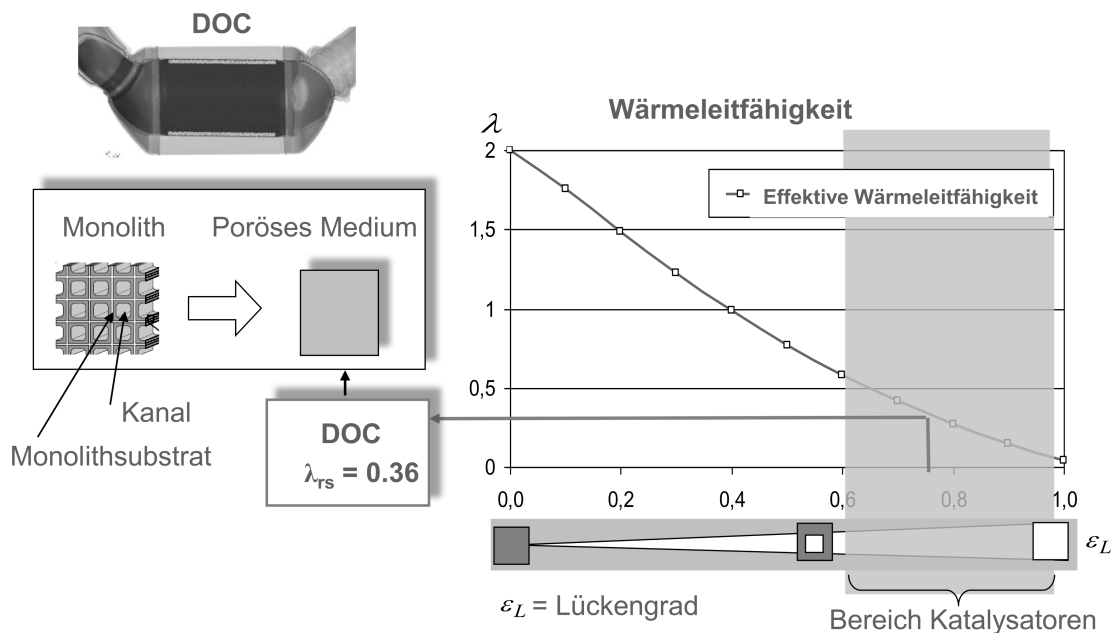 DOC
Wärmeleitfähigkeit
λ
2
Effektive Wärmeleitfähigkeit
1,5
1
0,5
0
0,0
0,2
0,4
0,6
0,8
1,0
Monolith
Poröses Medium
Kanal
Monolithsubstrat
DOC
λrs = 0.36
εL
εL = Lückengrad
Bereich Katalysatoren